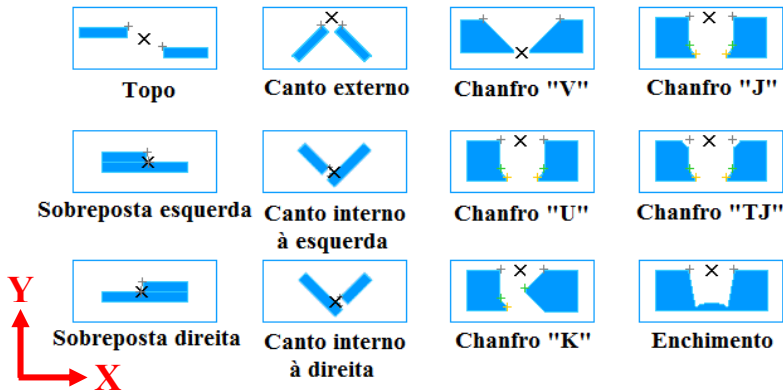 Topo
Canto externo
Chanfro "V"
Chanfro "J"
Sobreposta esquerda
Canto interno
à esquerda
Chanfro "U"
Chanfro "TJ"
Y
Sobreposta direita
Canto interno
à direita
Chanfro "K"
Enchimento
X